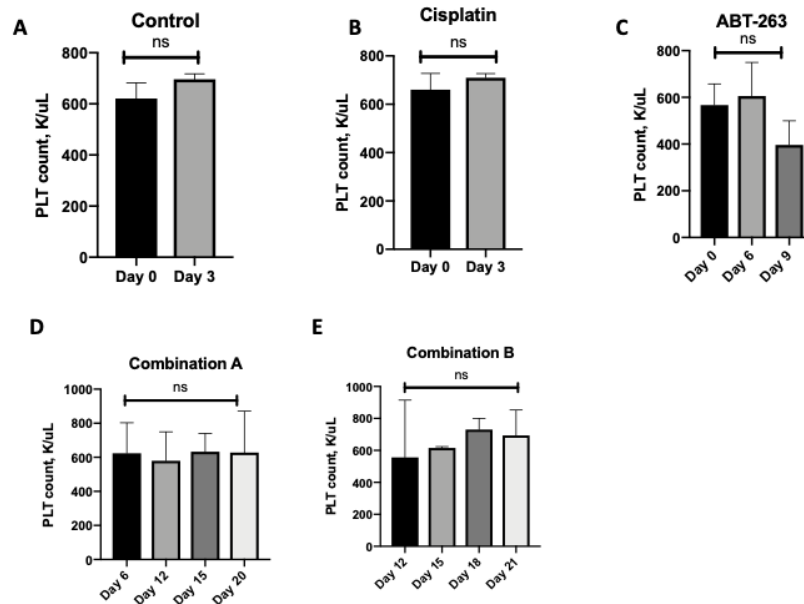 A
Control
ns
PLT count, K/uL
800
600
400
200
0
Day 0
Day 3
B
Cisplatin
ns
PLT count, K/uL
800
600
400
200
0
Day 0
Day 3
C
ABT-263
ns
PLT count, K/uL
800
600
400
200
0
Day 0
Day 6
Day 9
D
Combination A
ns
PLT count, K/uL
1000
800
600
400
200
0
Day 6
Day 12
Day 15
Day 20
E
Combination B
ns
PLT count, K/uL
1000
800
600
400
200
0
Day 12
Day 15
Day 18
Day 21